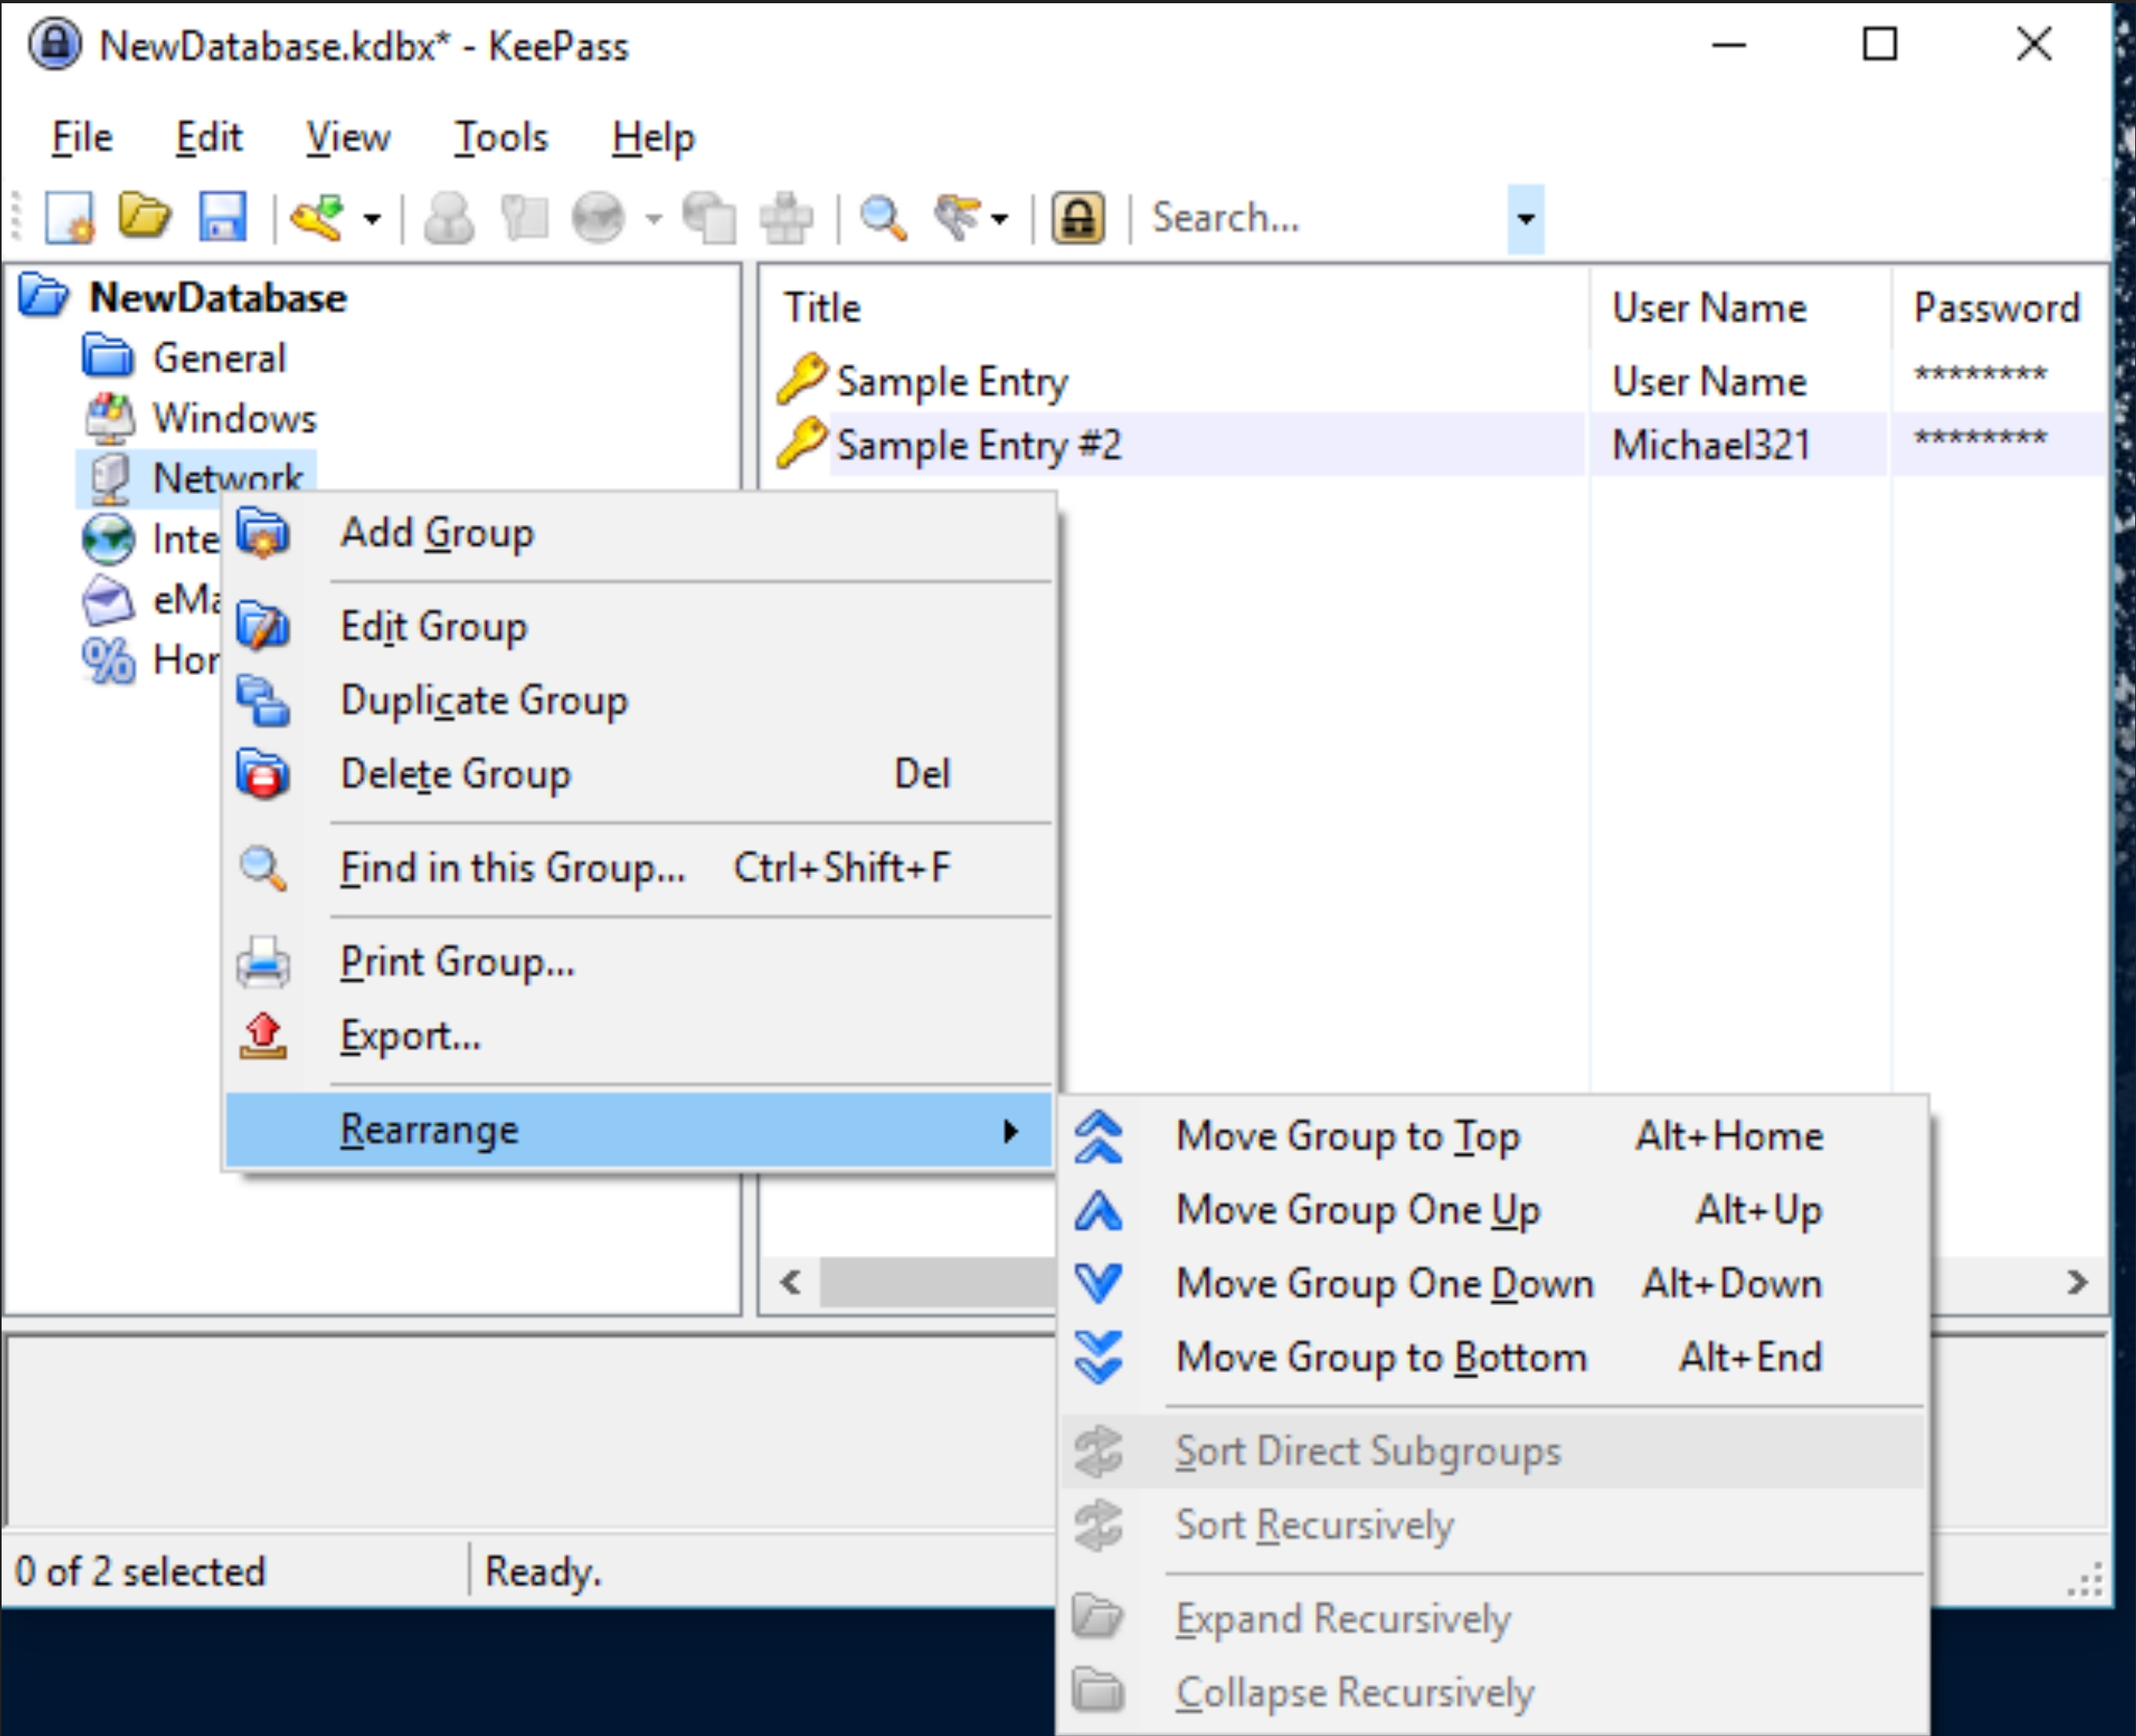 NewDatabase.kdbx* - KeePass
File Edit View Tools Help
Search...
NewDatabase
General
Windows
Network
Title User Name Password
Sample Entry User Name ********
Sample Entry #2 Michael321 ********
Add Group
Edit Group
Duplicate Group
Delete Group Del
Find in this Group... Ctrl+Shift+F
Print Group...
Export...
Rearrange
Move Group to Top Alt+Home
Move Group One Up Alt+Up
Move Group One Down Alt+Down
Move Group to Bottom Alt+End
Sort Direct Subgroups
Sort Recursively
Expand Recursively
Collapse Recursively
0 of 2 selected Ready.